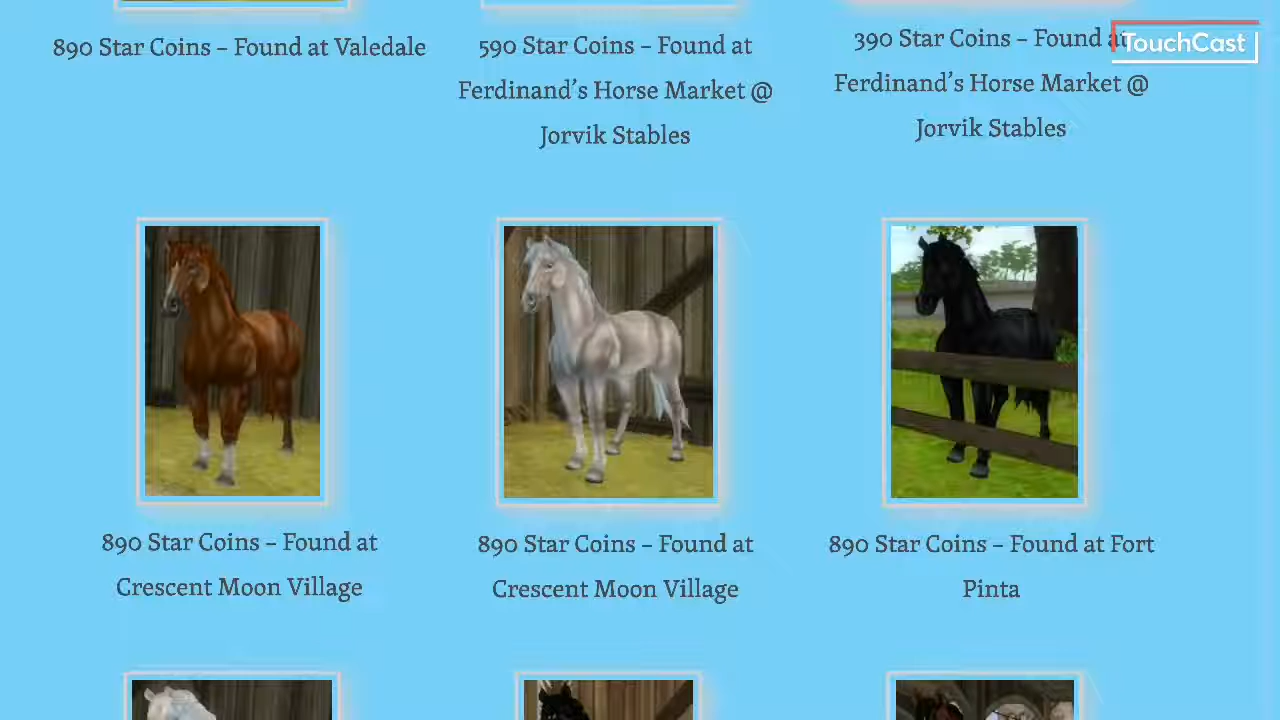 890 Star Coins – Found at Valedale
590 Star Coins – Found at
Ferdinand's Horse Market @
Jorvik Stables
390 Star Coins – Found at
Ferdinand's Horse Market @
Jorvik Stables
TouchCast
890 Star Coins – Found at
Crescent Moon Village
890 Star Coins – Found at
Crescent Moon Village
890 Star Coins – Found at Fort
Pinta